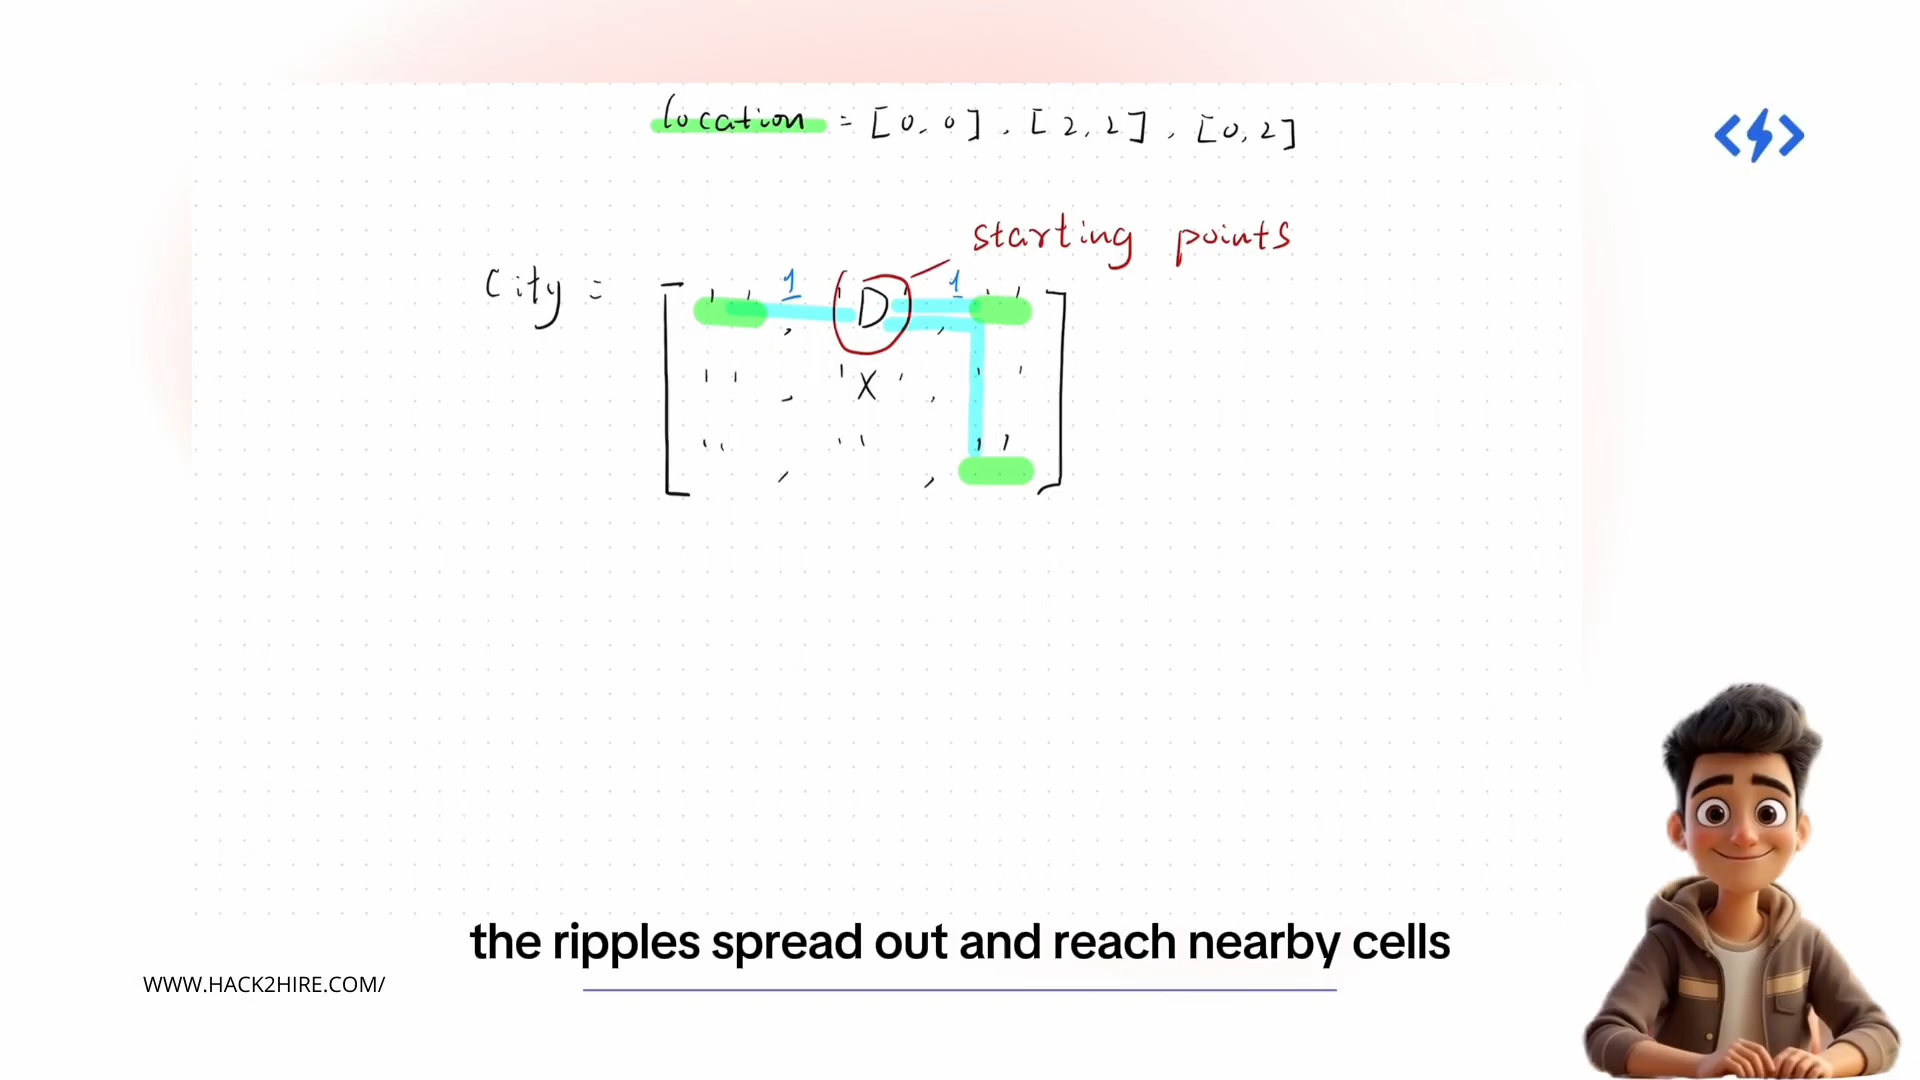 location = [0, 0] , [2, 2] , [0, 2]
starting points
City = [ ' ' , 1 'D' , 1 ' ' ]
' ' , 'X' , ' '
' ' , ' ' , ' '
the ripples spread out and reach nearby cells
WWW.HACK2HIRE.COM/